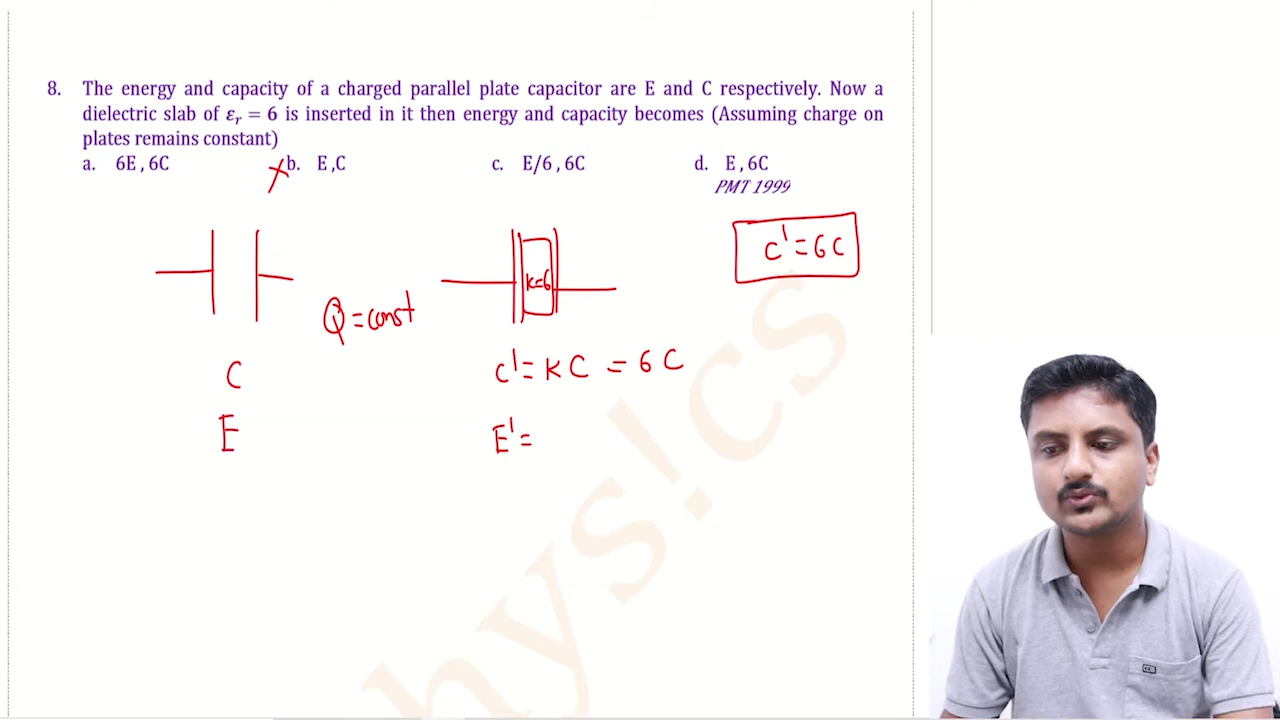 8. The energy and capacity of a charged parallel plate capacitor are E and C respectively. Now a
dielectric slab of εᵣ = 6 is inserted in it then energy and capacity becomes (Assuming charge on
plates remains constant)
a. 6E , 6C b. E ,C c. E/6 , 6C d. E , 6C
PMT 1999
C' = 6C
k=6
Q = const
C' = KC = 6C
C
E
E' =
hys!cs